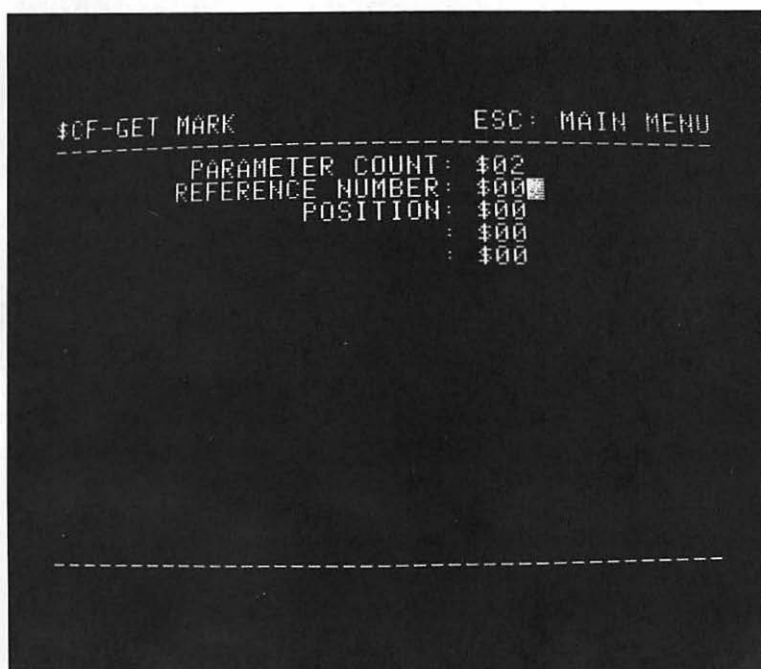 $CF-GET MARK ESC: MAIN MENU
PARAMETER COUNT: $02
REFERENCE NUMBER: $00
POSITION: $00
: $00
: $00